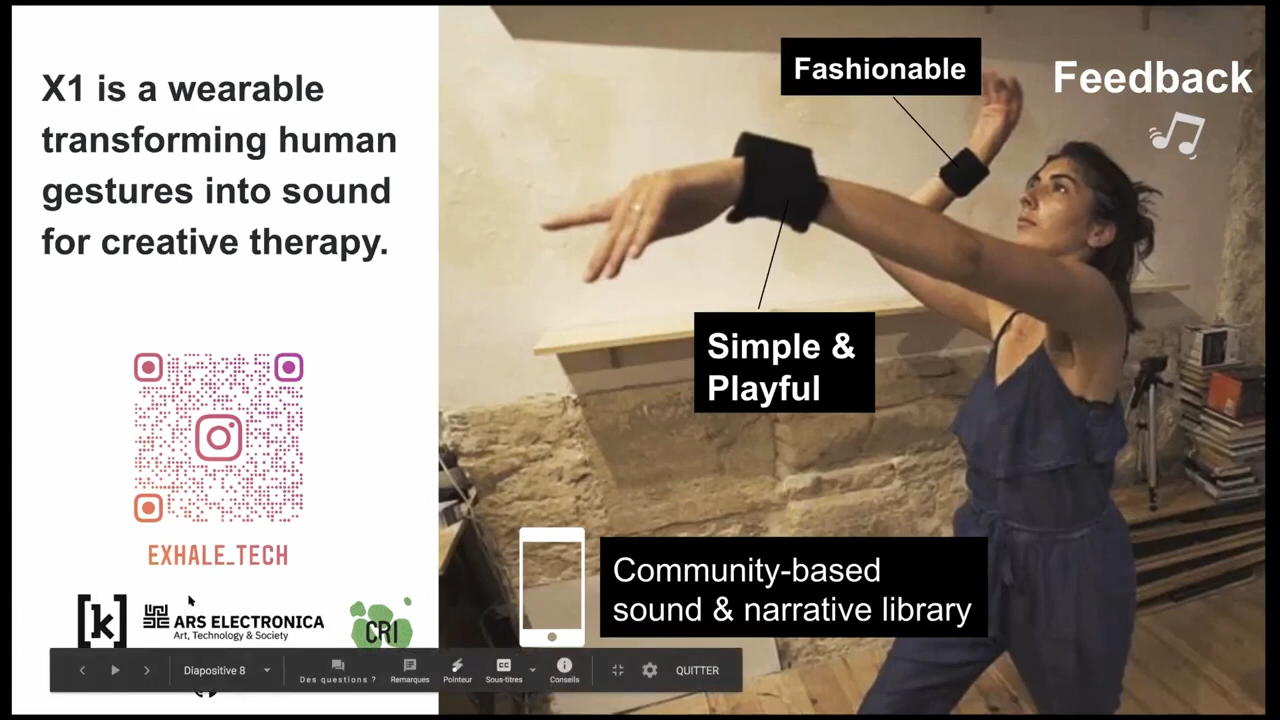 X1 is a wearable
transforming human
gestures into sound
for creative therapy.
EXHALE_TECH
[k]
ARS ELECTRONICA
Art, Technology & Society
CRI
Fashionable
Feedback
Simple &
Playful
Community-based
sound & narrative library
Diapositive 8
Des questions ?
Remarques
Pointeur
CC
Sous-titres
Conseils
QUITTER